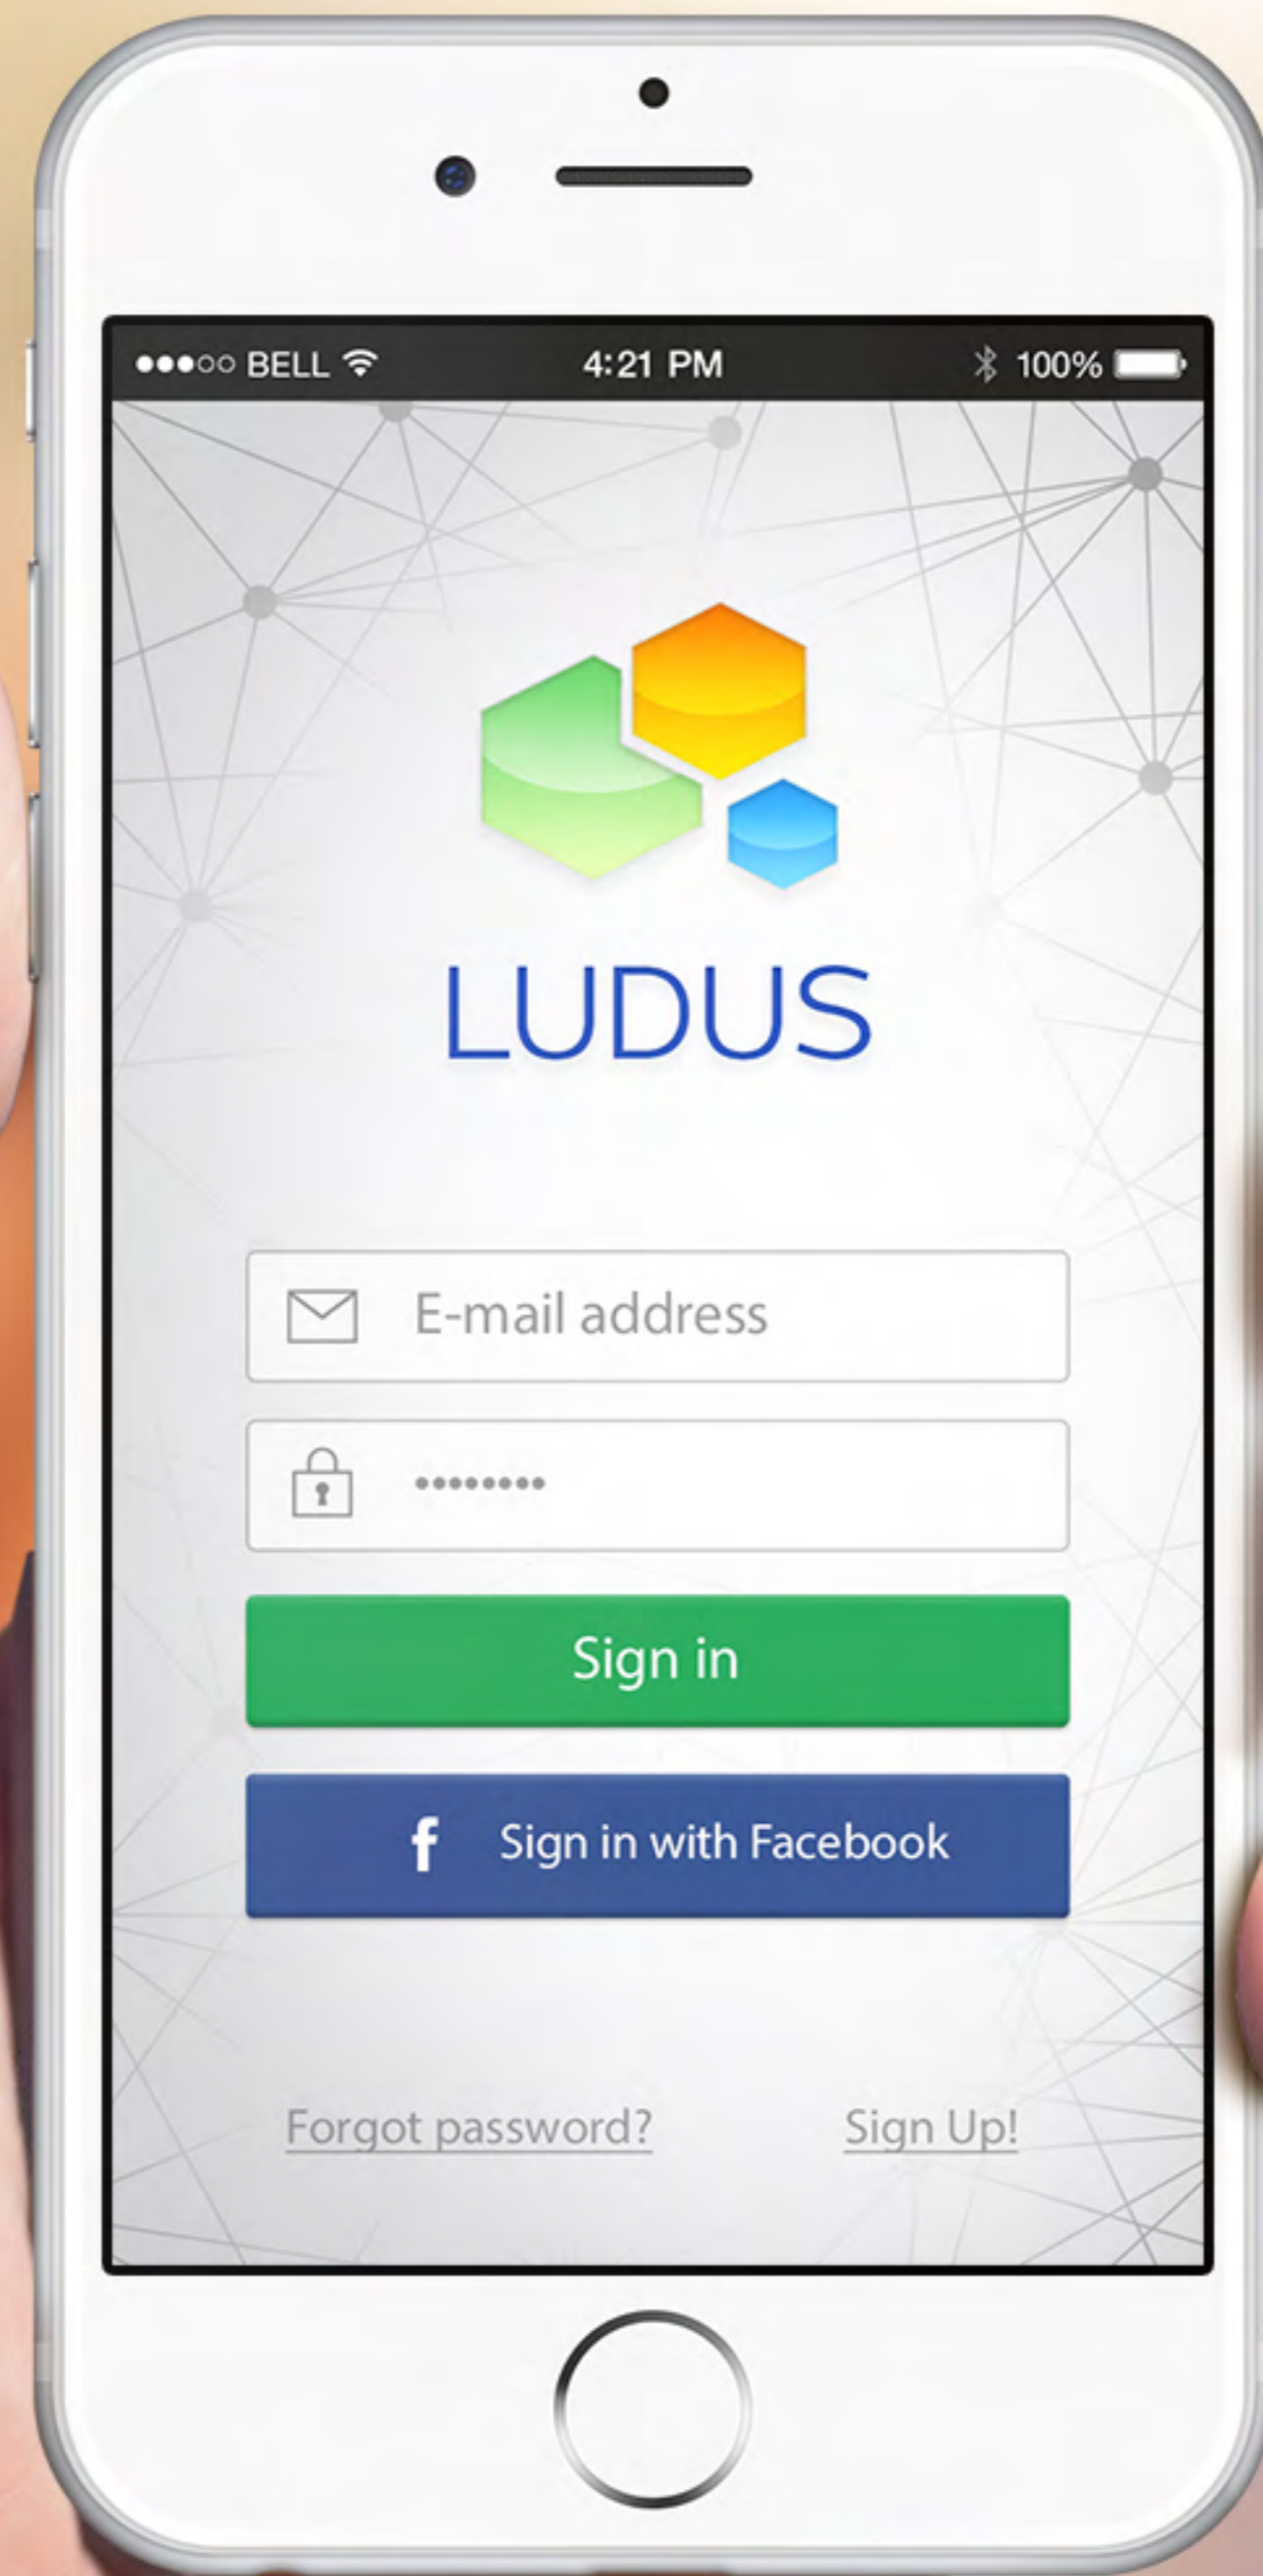 BELL 4:21 PM 100%
LUDUS
E-mail address
••••••••
Sign in
f Sign in with Facebook
Forgot password? Sign Up!